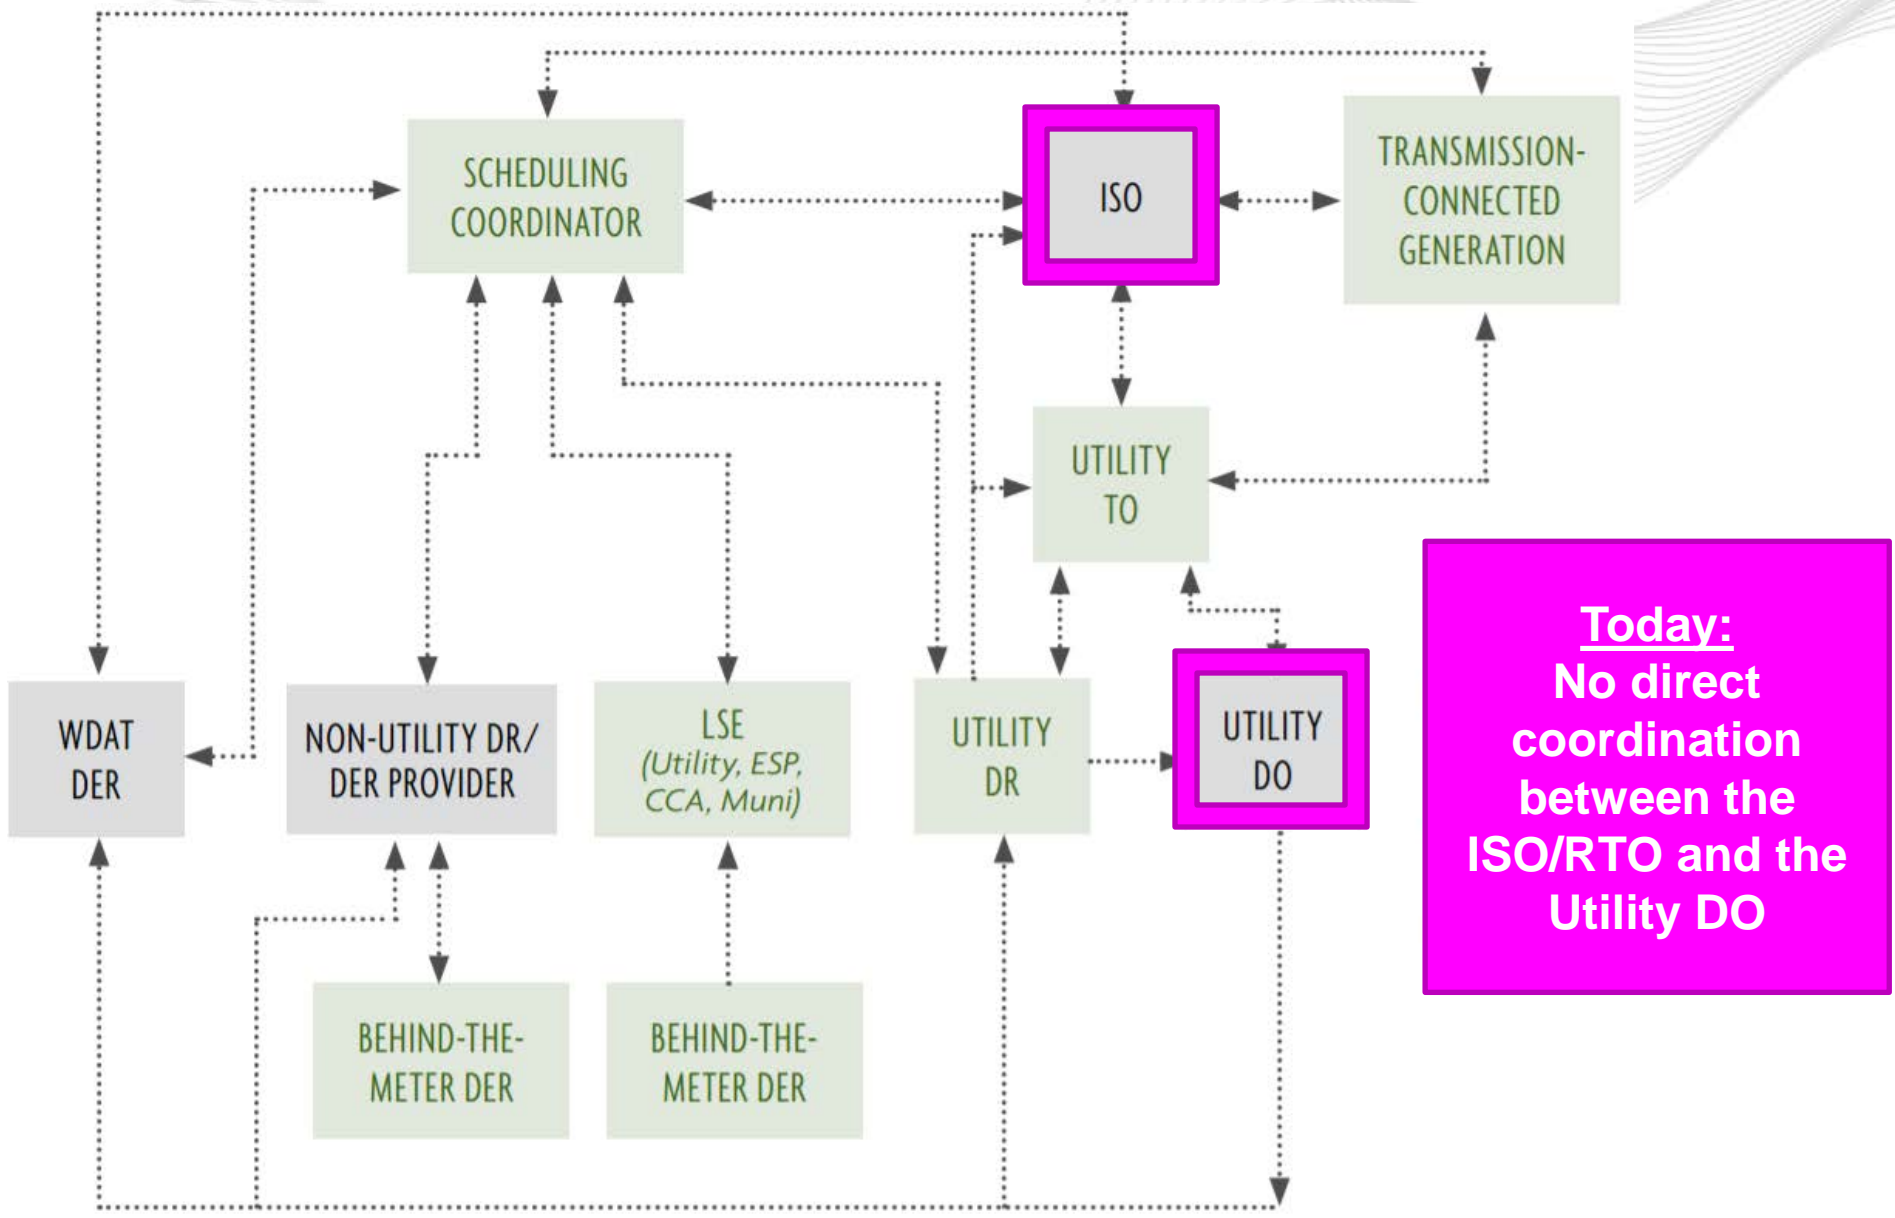 SCHEDULING
COORDINATOR
ISO
TRANSMISSION-
CONNECTED
GENERATION
UTILITY
TO
WDAT
DER
NON-UTILITY DR/
DER PROVIDER
LSE
(Utility, ESP,
CCA, Muni)
UTILITY
DR
UTILITY
DO
Today:
No direct
coordination
between the
ISO/RTO and the
Utility DO
BEHIND-THE-
METER DER
BEHIND-THE-
METER DER